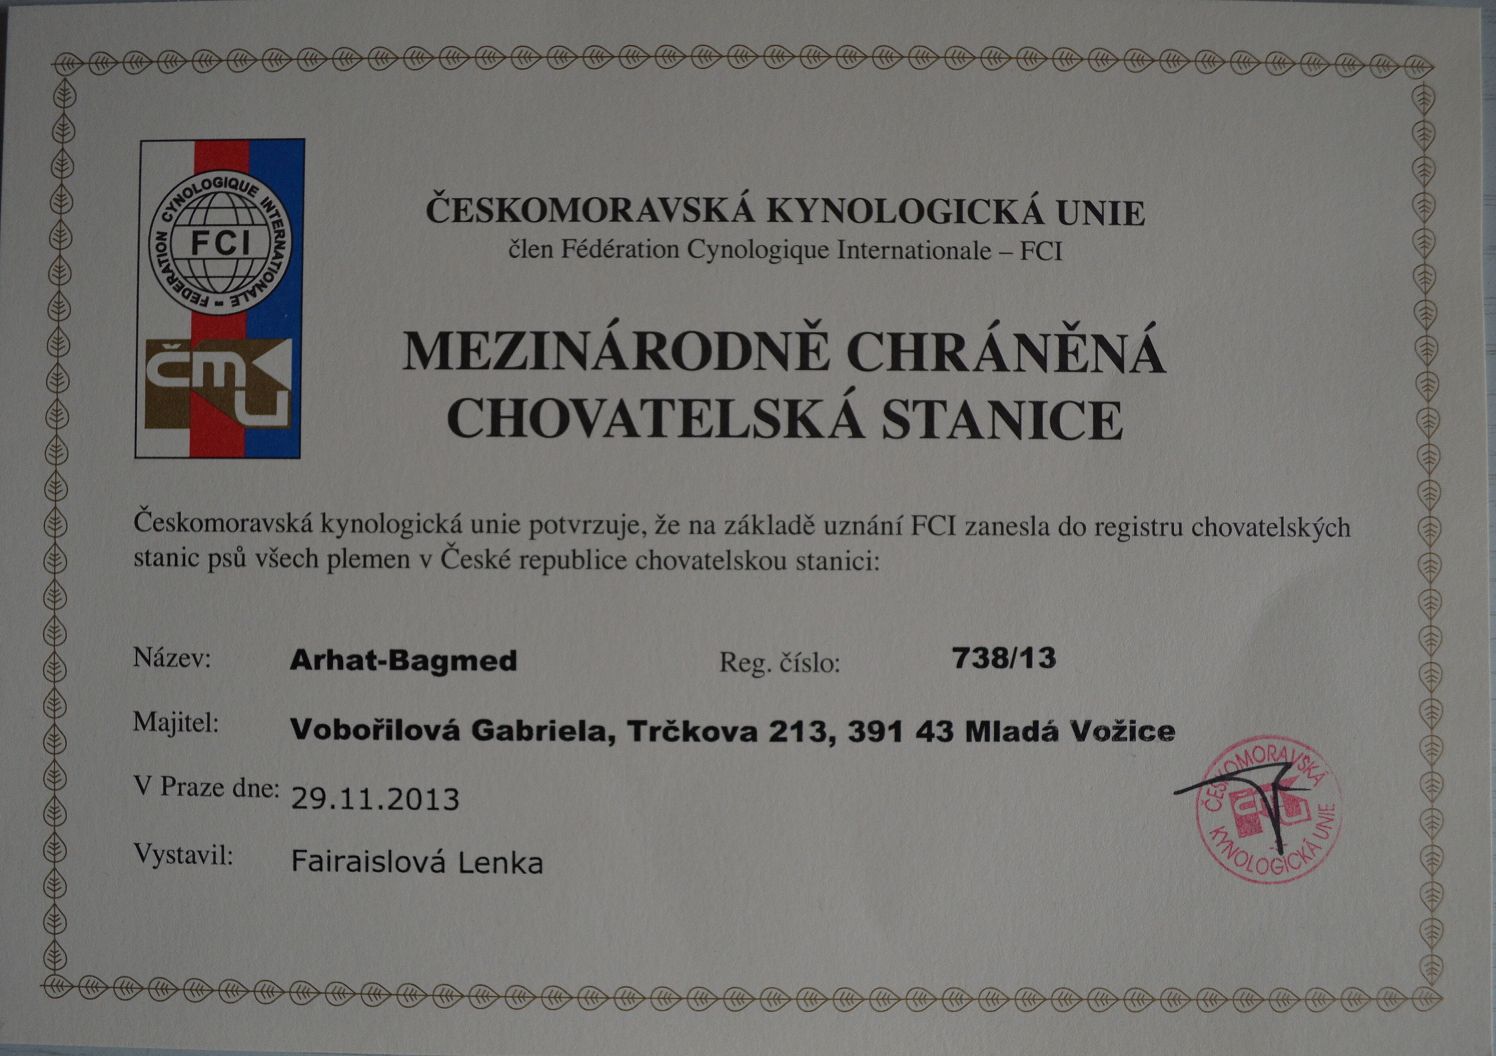 FEDERATION CYNOLOGIQUE INTERNATIONALE –
FCI
ČMKU
ČESKOMORAVSKÁ KYNOLOGICKÁ UNIE
člen Fédération Cynologique Internationale – FCI
MEZINÁRODNĚ CHRÁNĚNÁ
CHOVATELSKÁ STANICE
Českomoravská kynologická unie potvrzuje, že na základě uznání FCI zanesla do registru chovatelských
stanic psů všech plemen v České republice chovatelskou stanici:
Název: Arhat-Bagmed Reg. číslo: 738/13
Majitel: Vobořilová Gabriela, Trčkova 213, 391 43 Mladá Vožice
V Praze dne: 29.11.2013
Vystavil: Fairaislová Lenka
ČESKOMORAVSKÁ
KYNOLOGICKÁ UNIE